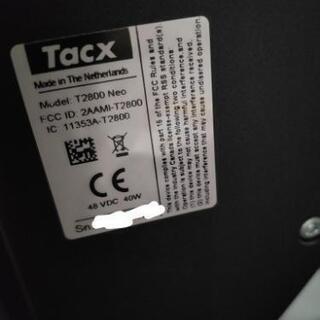 Tacx
Made in The Netherlands
Model: T2800 Neo
FCC ID: 2AAMI-T2800
IC: 11353A-T2800
CE
48 VDC 40W
S/n:
This device complies with part 15 of the FCC Rules and
with Industry Canada license-exempt RSS standard(s)
Operation is subject to the following two conditions
(1) this device may not cause harmful interference, and
(2) this device must accept any interference received,
including interference that may cause undesired operation